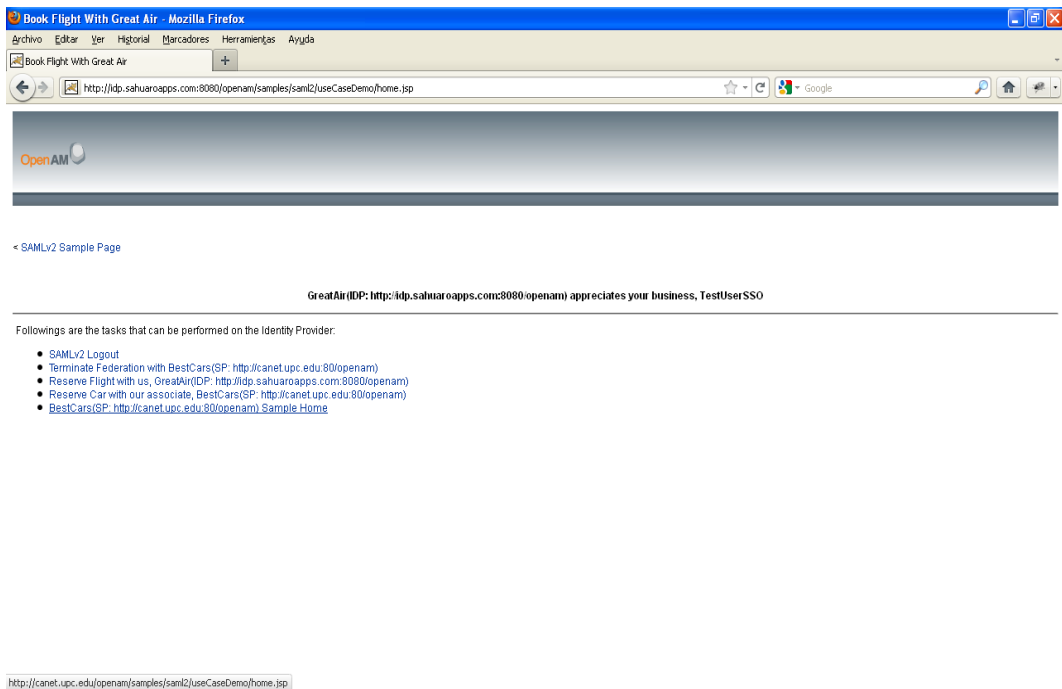 Book Flight With Great Air - Mozilla Firefox
Archivo Editar Ver Historial Marcadores Herramientas Ayuda
Book Flight With Great Air +
http://idp.sahuaroapps.com:8080/openam/samples/saml2/useCaseDemo/home.jsp Google
OpenAM
< SAMLv2 Sample Page
GreatAir(IDP: http://idp.sahuaroapps.com:8080/openam) appreciates your business, TestUserSSO
Followings are the tasks that can be performed on the Identity Provider:
SAMLv2 Logout
Terminate Federation with BestCars(SP: http://canet.upc.edu:80/openam)
Reserve Flight with us, GreatAir(IDP: http://idp.sahuaroapps.com:8080/openam)
Reserve Car with our associate, BestCars(SP: http://canet.upc.edu:80/openam)
BestCars(SP: http://canet.upc.edu:80/openam) Sample Home
http://canet.upc.edu/openam/samples/saml2/useCaseDemo/home.jsp